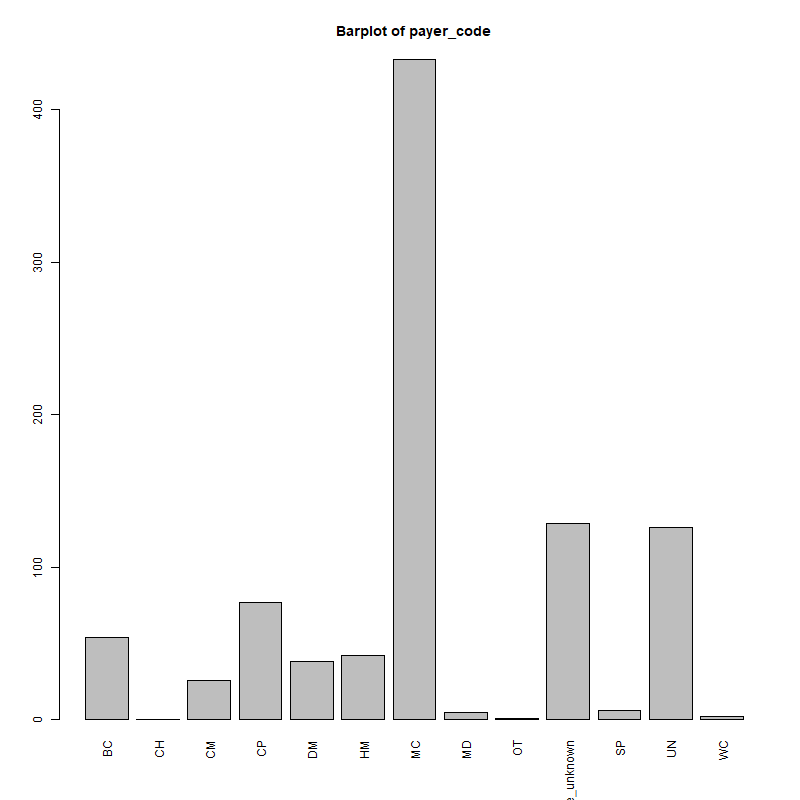 Barplot of payer_code
400
300
200
100
0
BC
CH
CM
CP
DM
HM
MC
MD
OT
e_unknown
SP
UN
WC